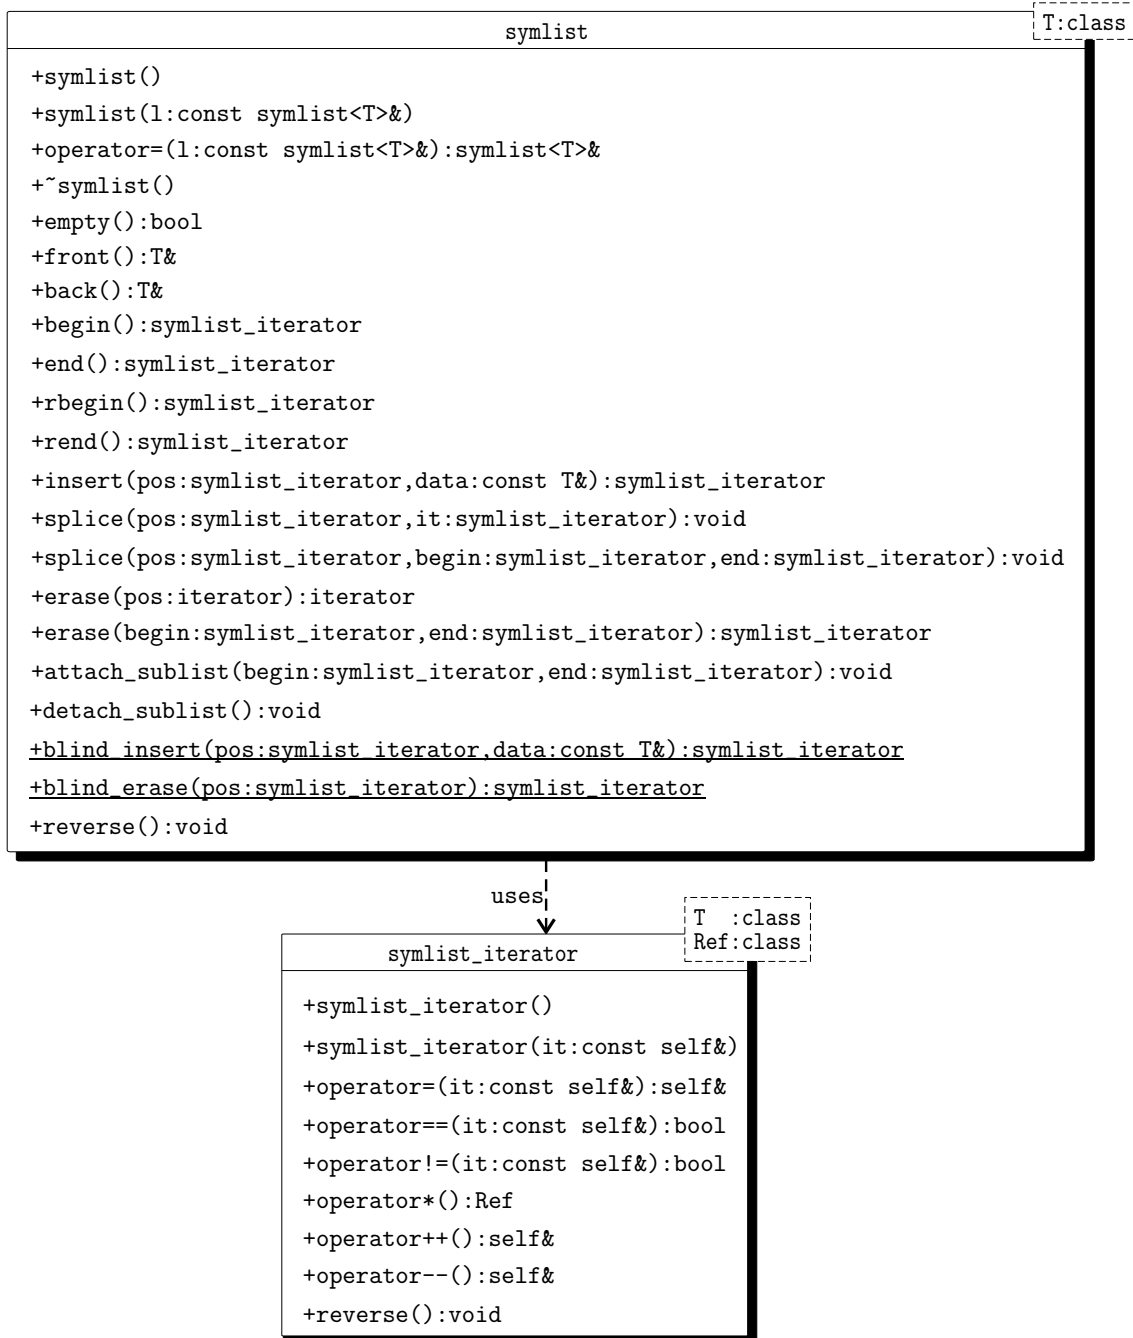 T:class
symlist
+symlist()
+symlist(l:const symlist<T>&)
+operator=(l:const symlist<T>&):symlist<T>&
+~symlist()
+empty():bool
+front():T&
+back():T&
+begin():symlist_iterator
+end():symlist_iterator
+rbegin():symlist_iterator
+rend():symlist_iterator
+insert(pos:symlist_iterator,data:const T&):symlist_iterator
+splice(pos:symlist_iterator,it:symlist_iterator):void
+splice(pos:symlist_iterator,begin:symlist_iterator,end:symlist_iterator):void
+erase(pos:iterator):iterator
+erase(begin:symlist_iterator,end:symlist_iterator):symlist_iterator
+attach_sublist(begin:symlist_iterator,end:symlist_iterator):void
+detach_sublist():void
+blind_insert(pos:symlist_iterator,data:const T&):symlist_iterator
+blind_erase(pos:symlist_iterator):symlist_iterator
+reverse():void
uses
T  :class
Ref:class
symlist_iterator
+symlist_iterator()
+symlist_iterator(it:const self&)
+operator=(it:const self&):self&
+operator==(it:const self&):bool
+operator!=(it:const self&):bool
+operator*():Ref
+operator++():self&
+operator--():self&
+reverse():void